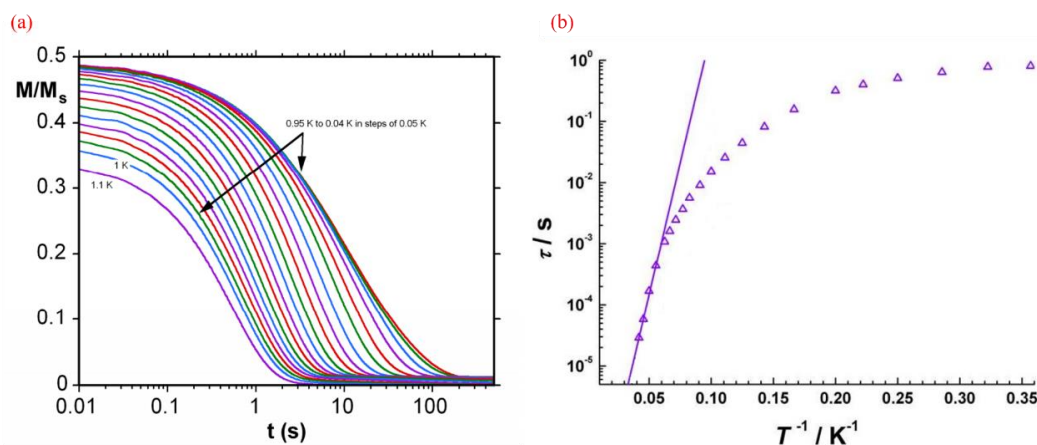 (a)
(b)
0.5
M/Ms
0.4
0.3
0.2
0.1
0
0.95 K to 0.04 K in steps of 0.05 K
1 K
1.1 K
0.01 0.1 1 10 100
t (s)
10⁰
10⁻¹
10⁻²
10⁻³
10⁻⁴
10⁻⁵
τ / s
0.05 0.10 0.15 0.20 0.25 0.30 0.35
T⁻¹ / K⁻¹